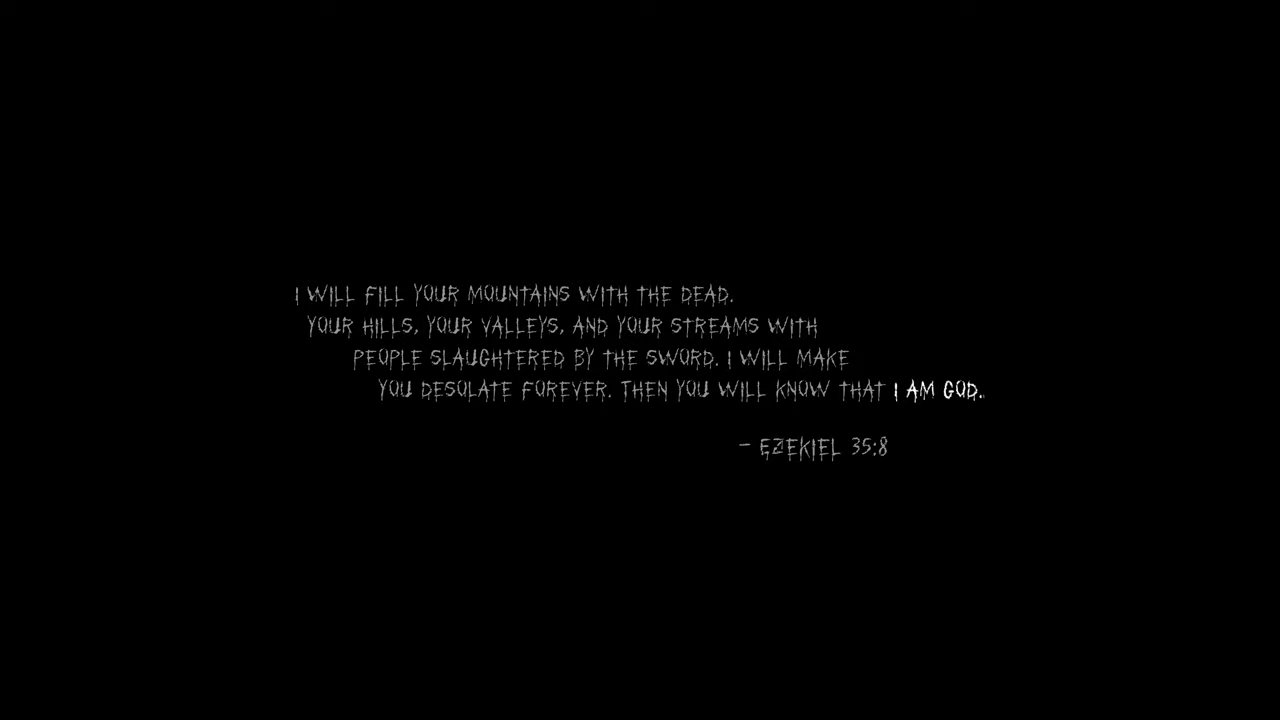 I WILL FILL YOUR MOUNTAINS WITH THE DEAD.
YOUR HILLS, YOUR VALLEYS, AND YOUR STREAMS WITH
PEOPLE SLAUGHTERED BY THE SWORD. I WILL MAKE
YOU DESOLATE FOREVER. THEN YOU WILL KNOW THAT I AM GOD.
- EZEKIEL 35:8